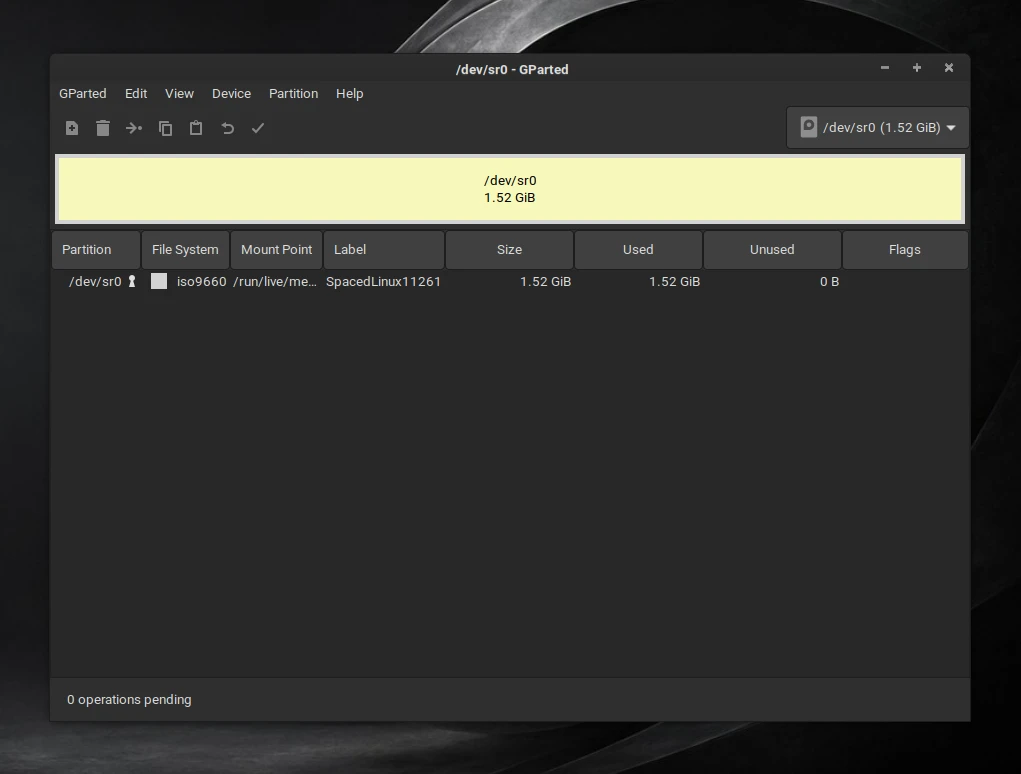 /dev/sr0 - GParted
GParted Edit View Device Partition Help
/dev/sr0 (1.52 GiB)
/dev/sr0
1.52 GiB
Partition File System Mount Point Label Size Used Unused Flags
/dev/sr0 iso9660 /run/live/me... SpacedLinux11261 1.52 GiB 1.52 GiB 0 B
0 operations pending